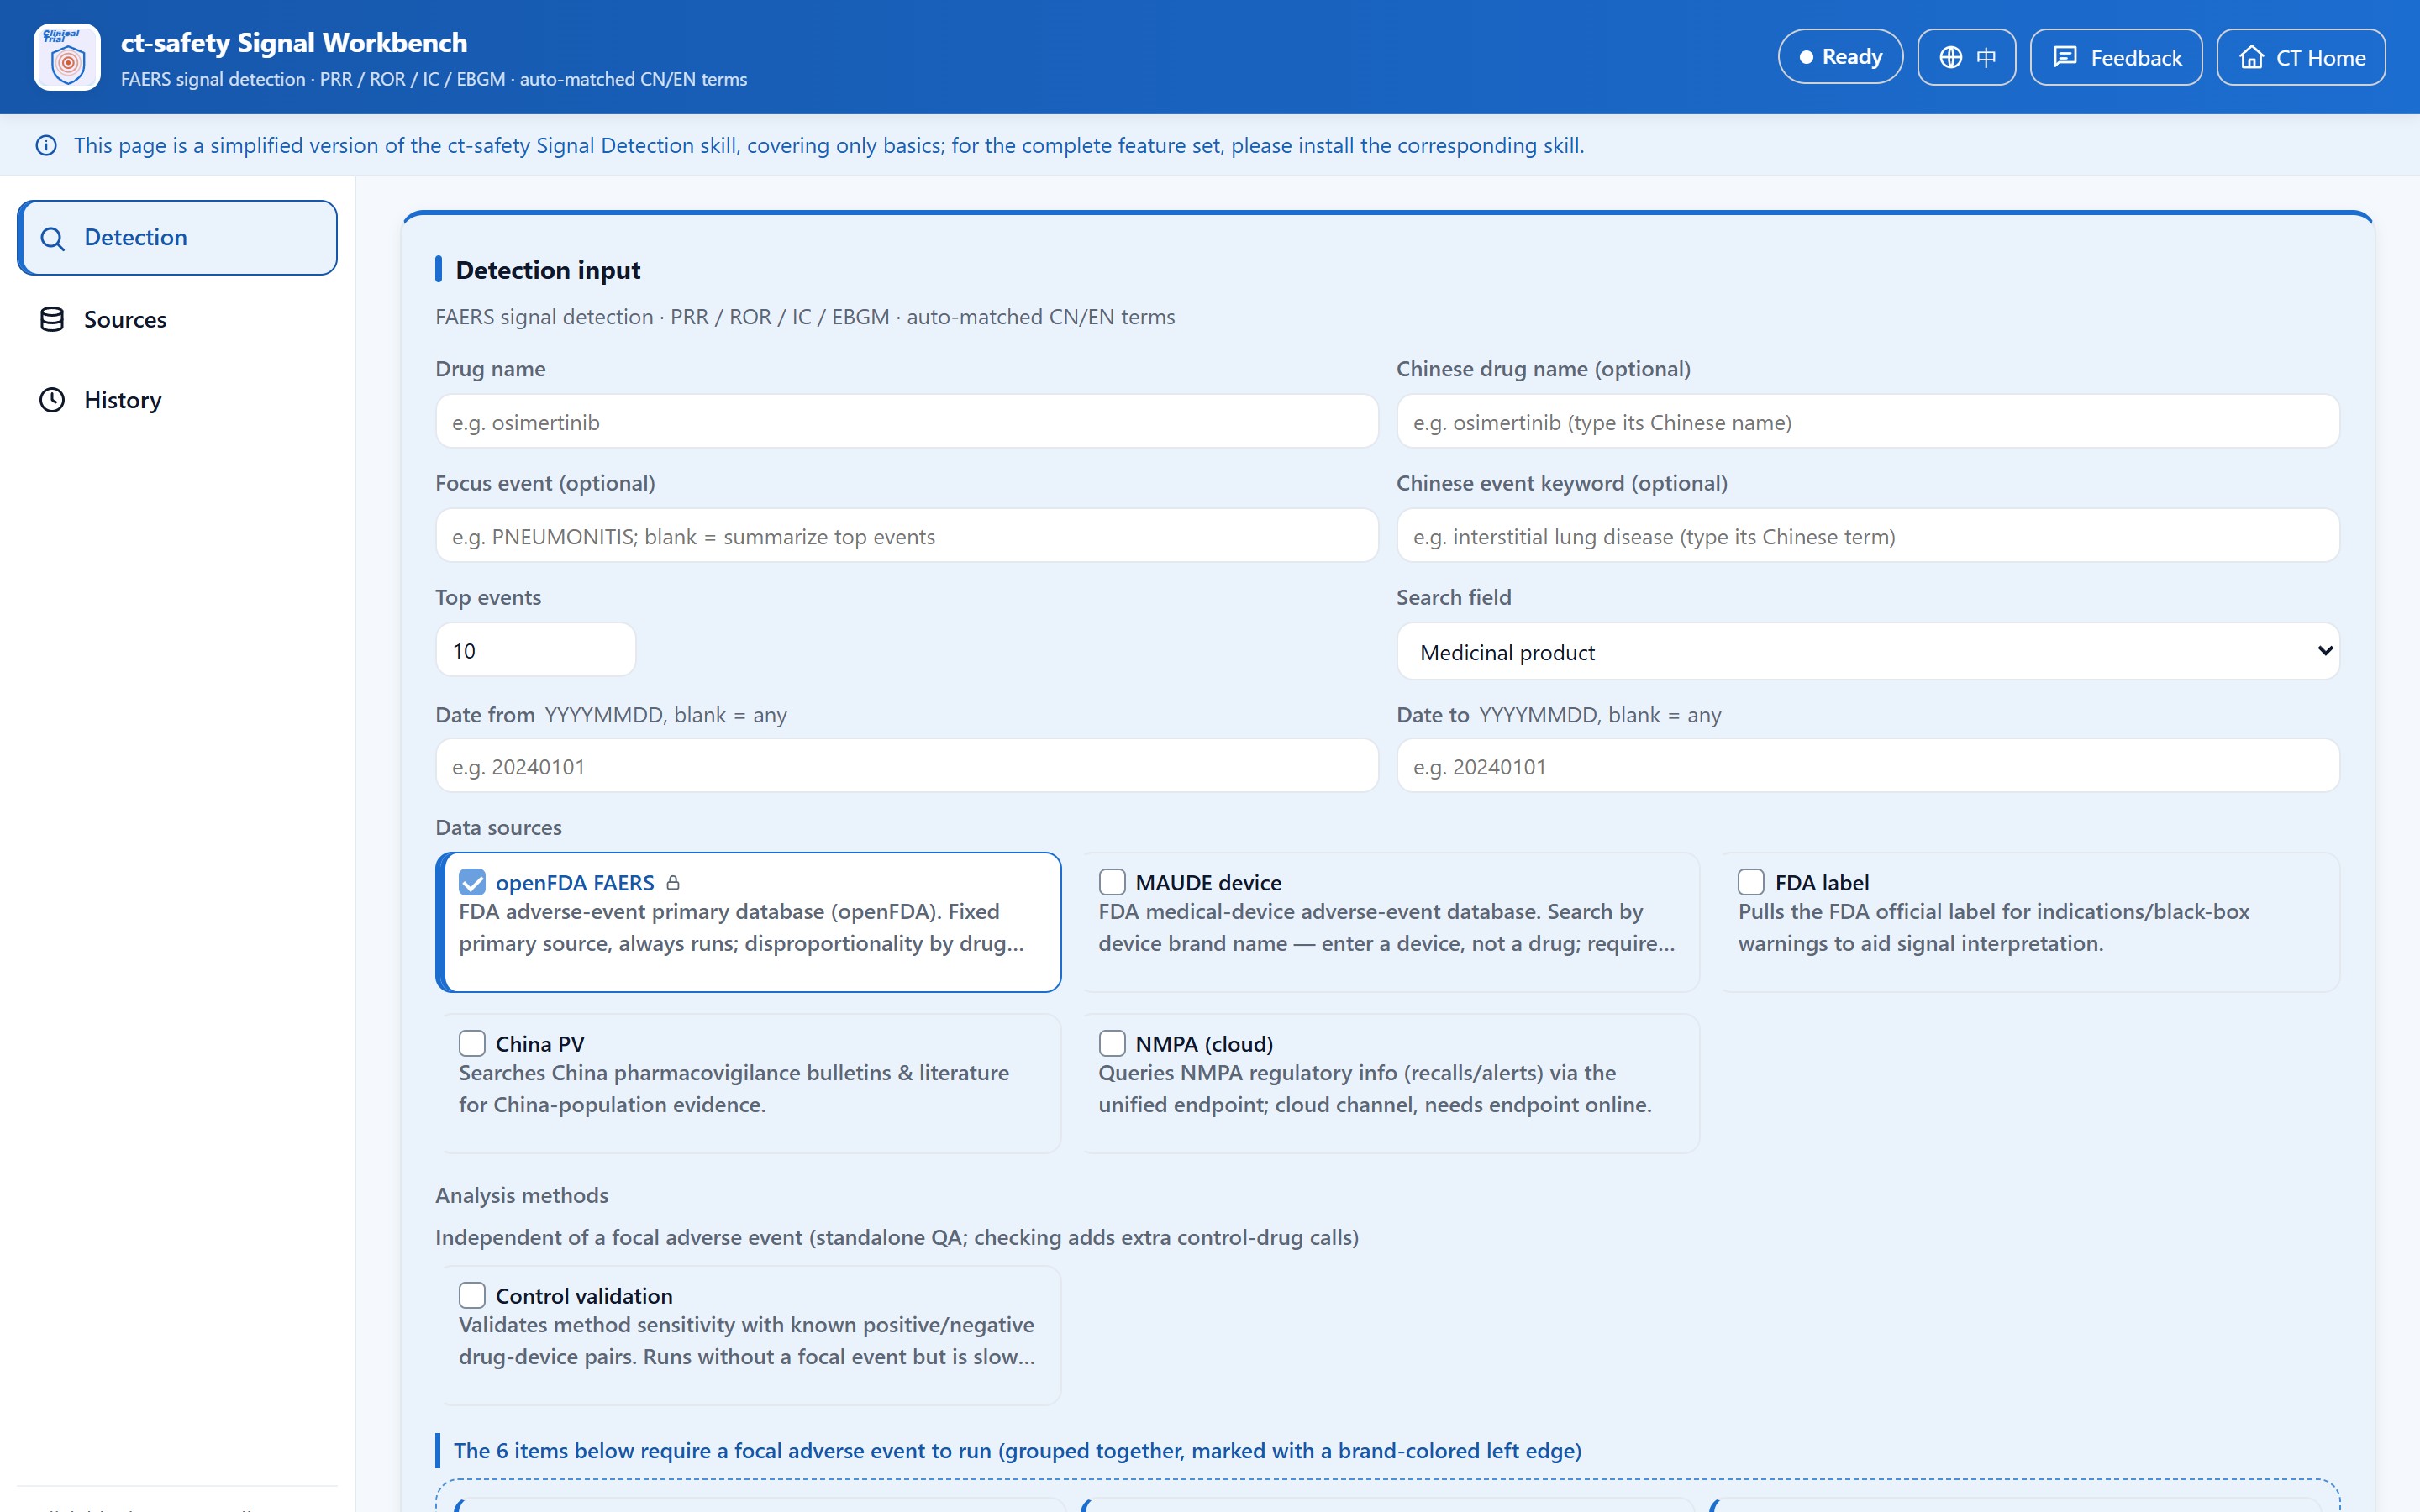 Clinical
Trial
ct-safety Signal Workbench
FAERS signal detection · PRR / ROR / IC / EBGM · auto-matched CN/EN terms
Ready
中
Feedback
CT Home
This page is a simplified version of the ct-safety Signal Detection skill, covering only basics; for the complete feature set, please install the corresponding skill.
Detection
Sources
History
Detection input
FAERS signal detection · PRR / ROR / IC / EBGM · auto-matched CN/EN terms
Drug name
Chinese drug name (optional)
e.g. osimertinib
e.g. osimertinib (type its Chinese name)
Focus event (optional)
Chinese event keyword (optional)
e.g. PNEUMONITIS; blank = summarize top events
e.g. interstitial lung disease (type its Chinese term)
Top events
Search field
10
Medicinal product
Date from YYYYMMDD, blank = any
Date to YYYYMMDD, blank = any
e.g. 20240101
e.g. 20240101
Data sources
openFDA FAERS
FDA adverse-event primary database (openFDA). Fixed
primary source, always runs; disproportionality by drug...
MAUDE device
FDA medical-device adverse-event database. Search by
device brand name — enter a device, not a drug; require...
FDA label
Pulls the FDA official label for indications/black-box
warnings to aid signal interpretation.
China PV
Searches China pharmacovigilance bulletins & literature
for China-population evidence.
NMPA (cloud)
Queries NMPA regulatory info (recalls/alerts) via the
unified endpoint; cloud channel, needs endpoint online.
Analysis methods
Independent of a focal adverse event (standalone QA; checking adds extra control-drug calls)
Control validation
Validates method sensitivity with known positive/negative
drug-device pairs. Runs without a focal event but is slow...
The 6 items below require a focal adverse event to run (grouped together, marked with a brand-colored left edge)